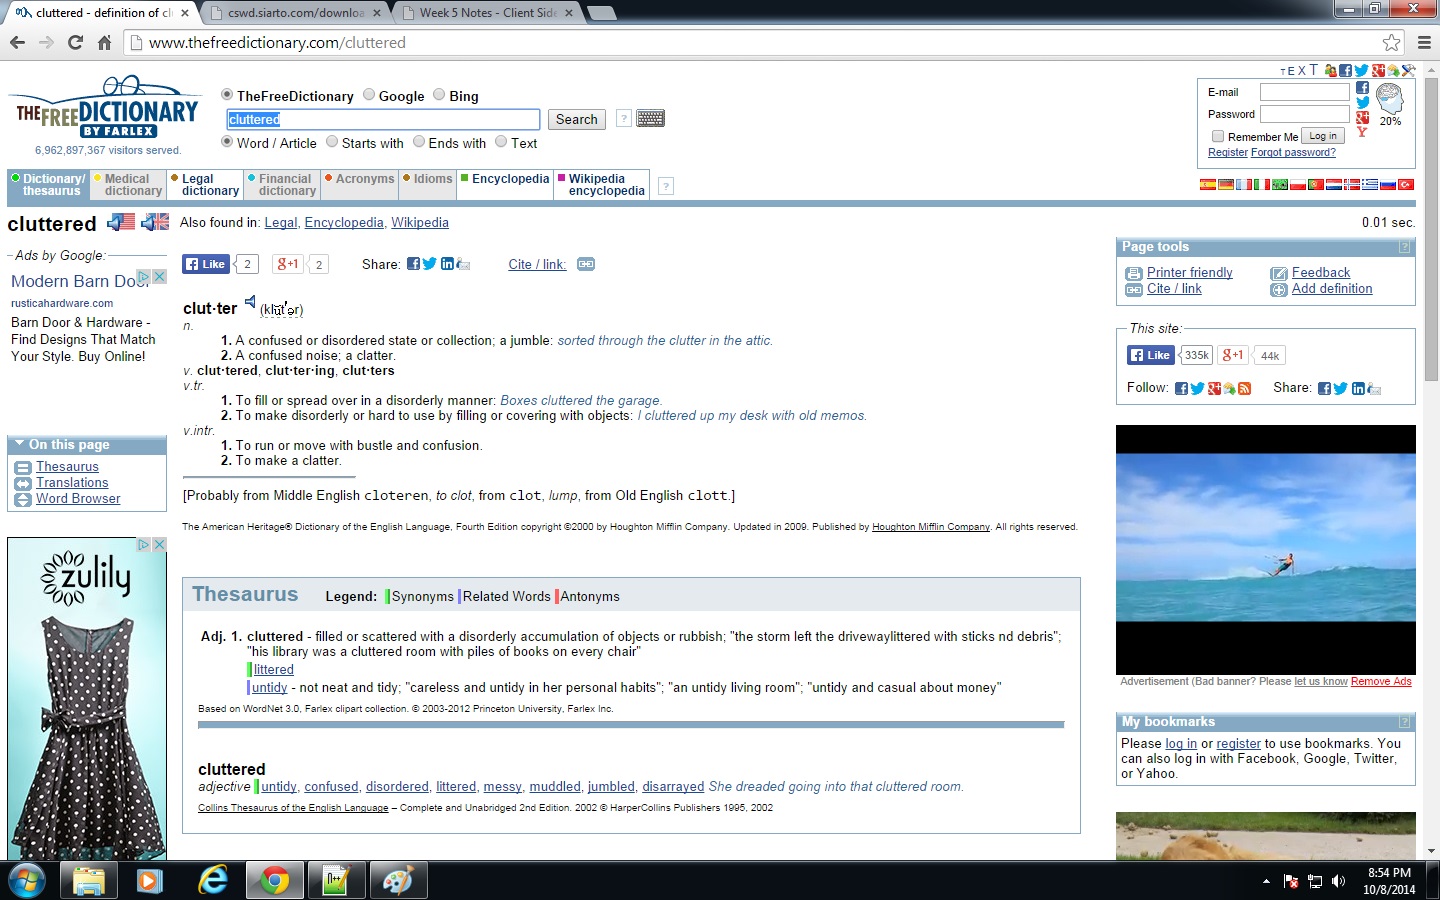 cluttered - definition of cl
cswd.siarto.com/downloa
Week 5 Notes - Client Side
www.thefreedictionary.com/cluttered
TEXT
THE FREE DICTIONARY
BY FARLEX
6,962,897,367 visitors served.
TheFreeDictionary Google Bing
cluttered Search ?
Word / Article Starts with Ends with Text
E-mail
Password
Remember Me Log in
Register Forgot password?
20%
Dictionary/ thesaurus
Medical dictionary
Legal dictionary
Financial dictionary
Acronyms
Idioms
Encyclopedia
Wikipedia encyclopedia
?
cluttered
Also found in: Legal, Encyclopedia, Wikipedia
0.01 sec.
Ads by Google:
Modern Barn Door
rusticahardware.com
Barn Door & Hardware -
Find Designs That Match
Your Style. Buy Online!
Like 2 g+1 2 Share: Cite / link:
clut·ter (klŭt′ər)
n.
1. A confused or disordered state or collection; a jumble: sorted through the clutter in the attic.
2. A confused noise; a clatter.
v. clut·tered, clut·ter·ing, clut·ters
v.tr.
1. To fill or spread over in a disorderly manner: Boxes cluttered the garage.
2. To make disorderly or hard to use by filling or covering with objects: I cluttered up my desk with old memos.
v.intr.
1. To run or move with bustle and confusion.
2. To make a clatter.
[Probably from Middle English cloteren, to clot, from clot, lump, from Old English clott.]
The American Heritage® Dictionary of the English Language, Fourth Edition copyright ©2000 by Houghton Mifflin Company. Updated in 2009. Published by Houghton Mifflin Company. All rights reserved.
On this page
Thesaurus
Translations
Word Browser
zulily
Thesaurus Legend: Synonyms Related Words Antonyms
Adj. 1. cluttered - filled or scattered with a disorderly accumulation of objects or rubbish; "the storm left the drivewaylittered with sticks nd debris";
"his library was a cluttered room with piles of books on every chair"
littered
untidy - not neat and tidy; "careless and untidy in her personal habits"; "an untidy living room"; "untidy and casual about money"
Based on WordNet 3.0, Farlex clipart collection. © 2003-2012 Princeton University, Farlex Inc.
cluttered
adjective untidy, confused, disordered, littered, messy, muddled, jumbled, disarrayed She dreaded going into that cluttered room.
Collins Thesaurus of the English Language – Complete and Unabridged 2nd Edition. 2002 © HarperCollins Publishers 1995, 2002
Page tools ?
Printer friendly Feedback
Cite / link Add definition
This site:
Like 335k g+1 44k
Follow: Share:
Advertisement (Bad banner? Please let us know Remove Ads
My bookmarks ?
Please log in or register to use bookmarks. You
can also log in with Facebook, Google, Twitter,
or Yahoo.
8:54 PM
10/8/2014